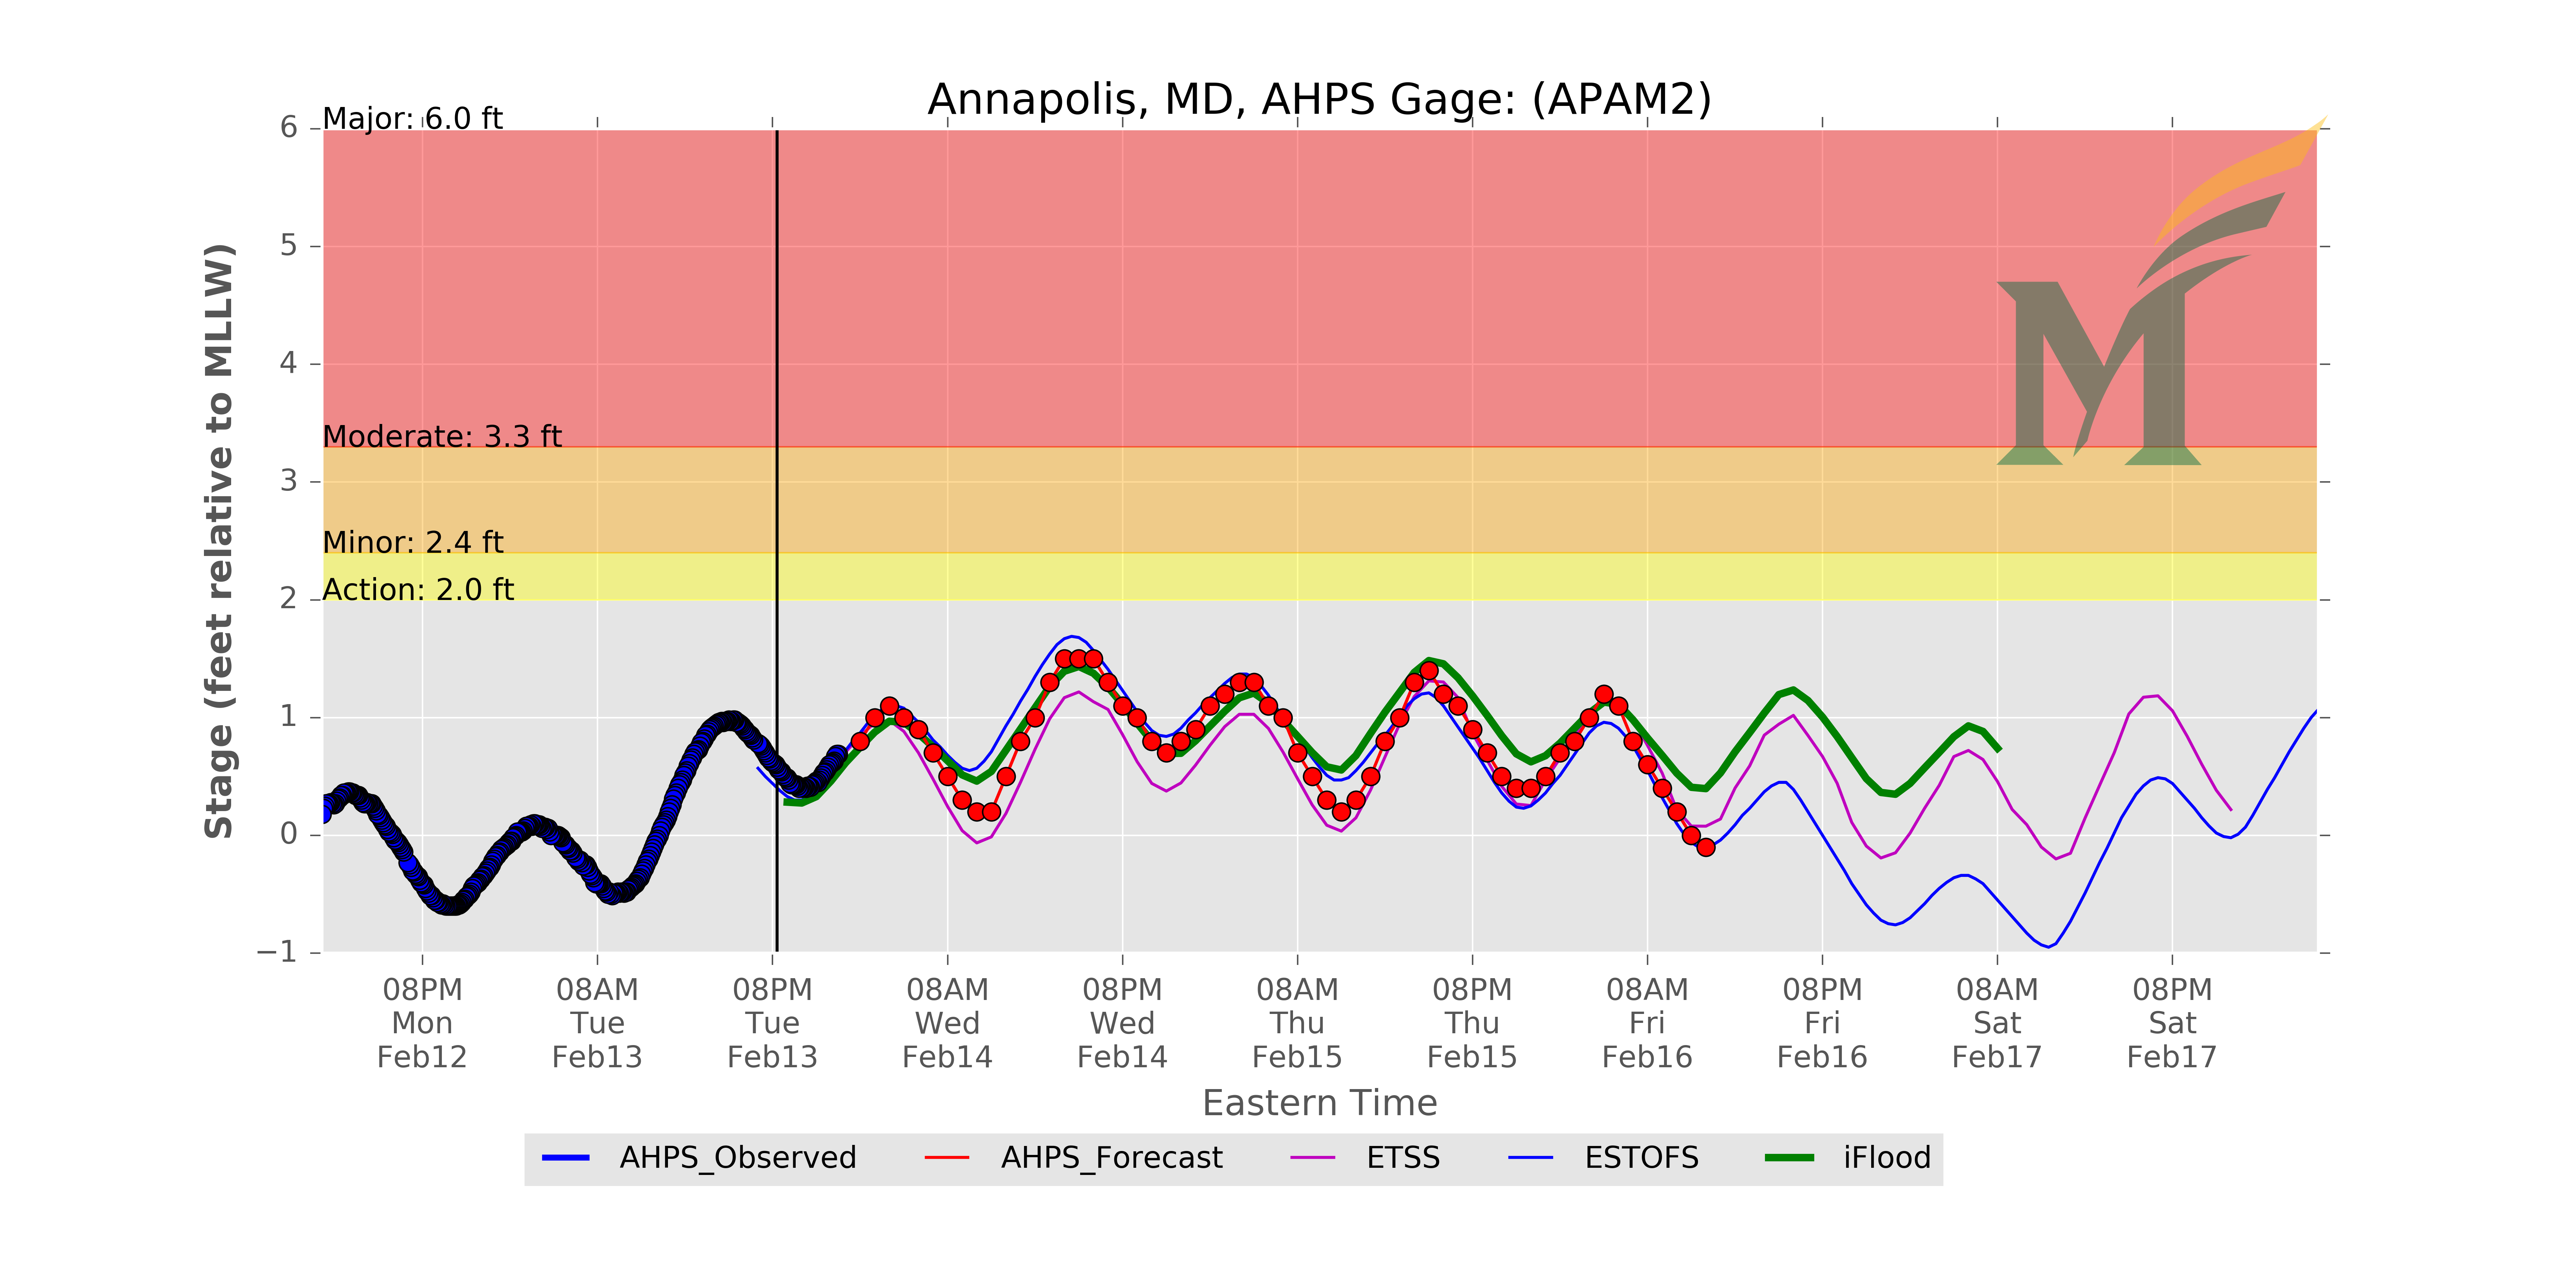 Annapolis, MD, AHPS Gage: (APAM2)
Major: 6.0 ft
Moderate: 3.3 ft
Minor: 2.4 ft
Action: 2.0 ft
6
5
4
3
2
1
0
−1
Stage (feet relative to MLLW)
08PM 08AM 08PM 08AM 08PM 08AM 08PM 08AM 08PM 08AM 08PM
Mon Tue Tue Wed Wed Thu Thu Fri Fri Sat Sat
Feb12 Feb13 Feb13 Feb14 Feb14 Feb15 Feb15 Feb16 Feb16 Feb17 Feb17
Eastern Time
AHPS_Observed AHPS_Forecast ETSS ESTOFS iFlood